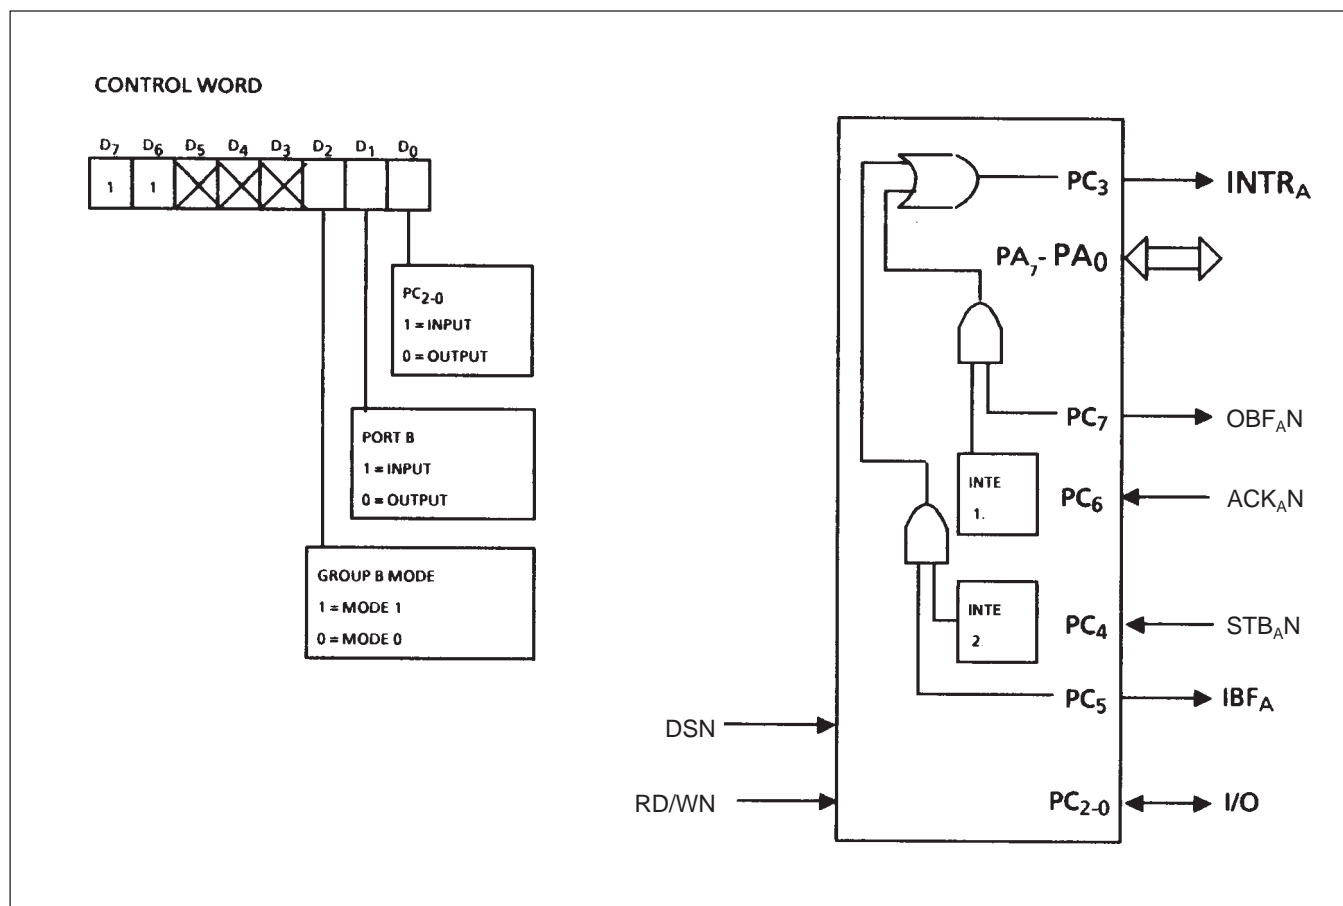 CONTROL WORD
D7 D6 D5 D4 D3 D2 D1 D0
1 1
PC2-0
1 = INPUT
0 = OUTPUT
PORT B
1 = INPUT
0 = OUTPUT
GROUP B MODE
1 = MODE 1
0 = MODE 0
PC3 INTRA
PA7- PA0
PC7 OBFAN
INTE
1.
PC6 ACKAN
INTE
2
PC4 STBAN
PC5 IBFA
DSN
RD/WN
PC2-0 I/O